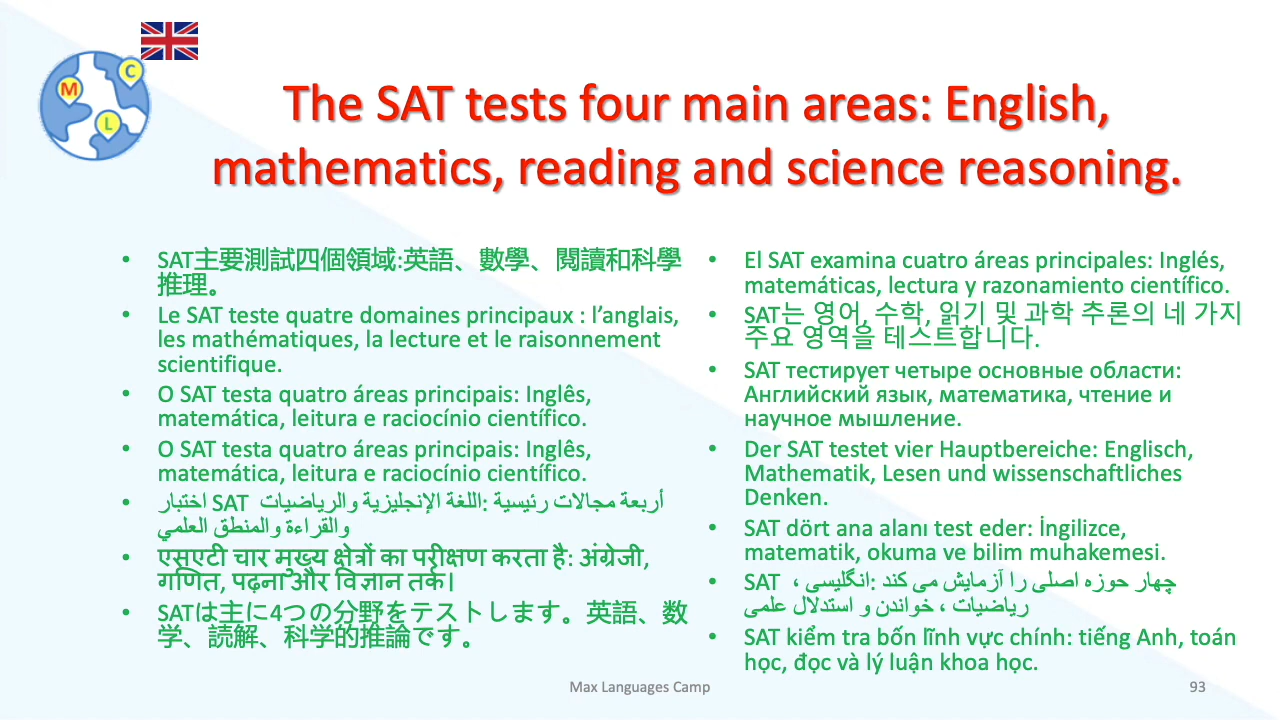 M
C
L
The SAT tests four main areas: English,
mathematics, reading and science reasoning.
• SAT主要測試四個領域:英語、數學、閱讀和科學
推理。
• Le SAT teste quatre domaines principaux : l’anglais,
les mathématiques, la lecture et le raisonnement
scientifique.
• O SAT testa quatro áreas principais: Inglês,
matemática, leitura e raciocínio científico.
• O SAT testa quatro áreas principais: Inglês,
matemática, leitura e raciocínio científico.
• اختبار SAT أربعة مجالات رئيسية :اللغة الإنجليزية والرياضيات
والقراءة والمنطق العلمي
• एसएटी चार मुख्य क्षेत्रों का परीक्षण करता है: अंग्रेजी,
गणित, पढ़ना और विज्ञान तर्क।
• SATは主に4つの分野をテストします。英語、数
学、読解、科学的推論です。
• El SAT examina cuatro áreas principales: Inglés,
matemáticas, lectura y razonamiento científico.
• SAT는 영어, 수학, 읽기 및 과학 추론의 네 가지
주요 영역을 테스트합니다.
• SAT тестирует четыре основные области:
Английский язык, математика, чтение и
научное мышление.
• Der SAT testet vier Hauptbereiche: Englisch,
Mathematik, Lesen und wissenschaftliches
Denken.
• SAT dört ana alanı test eder: İngilizce,
matematik, okuma ve bilim muhakemesi.
• SAT چهار حوزه اصلی را آزمایش می کند :انگلیسی ،
ریاضیات ، خواندن و استدلال علمی
• SAT kiểm tra bốn lĩnh vực chính: tiếng Anh, toán
học, đọc và lý luận khoa học.
Max Languages Camp
93